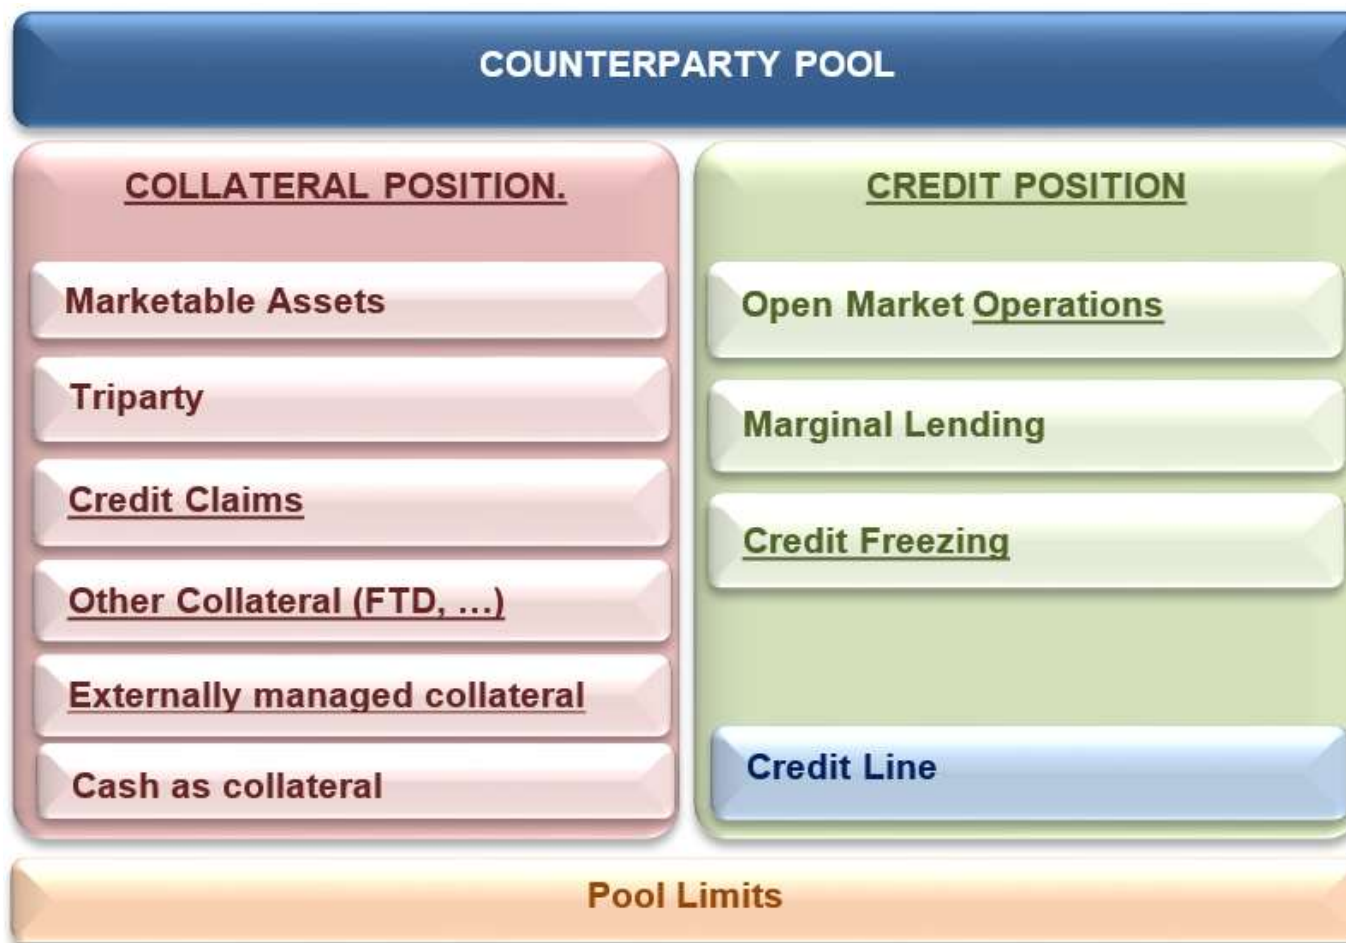 COUNTERPARTY POOL
COLLATERAL POSITION.
Marketable Assets
Triparty
Credit Claims
Other Collateral (FTD, ...)
Externally managed collateral
Cash as collateral
CREDIT POSITION
Open Market Operations
Marginal Lending
Credit Freezing
Credit Line
Pool Limits